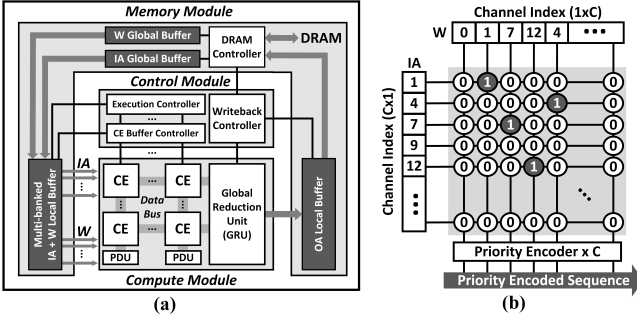 Memory Module
W Global Buffer
IA Global Buffer
DRAM
Controller
DRAM
Control Module
Execution Controller
CE Buffer Controller
Writeback
Controller
...
...
Multi-banked
IA + W Local Buffer
IA
...
W
...
CE
...
CE
Data
Bus
...
...
CE
...
CE
PDU
PDU
Global
Reduction
Unit
(GRU)
OA Local Buffer
Compute Module
(a)
Channel Index (1xC)
W
0 1 7 12 4 •••
IA
Channel Index (Cx1)
1 0 1 0 0 0 0
4 0 0 0 0 1 0
7 0 0 1 0 0 0
9 0 0 0 0 0 0
12 0 0 0 1 0 0
...
...
0 0 0 0 0 0
Priority Encoder x C
Priority Encoded Sequence
(b)